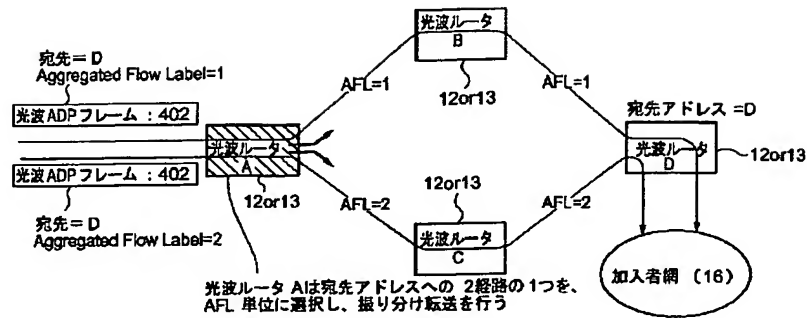 宛先=D
Aggregated Flow Label=1
光波ADPフレーム:402
光波ADPフレーム:402
宛先=D
Aggregated Flow Label=2
光波ルータ
A
12or13
AFL=1
AFL=2
光波ルータ
B
12or13
12or13
光波ルータ
C
AFL=1
AFL=2
宛先アドレス=D
光波ルータ
D
12or13
加入者網 (16)
光波ルータ Aは宛先アドレスへの 2経路の1つを、
AFL 単位に選択し、振り分け転送を行う